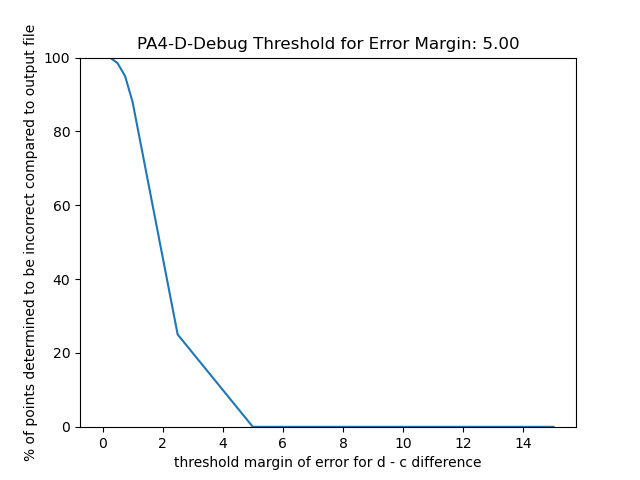 PA4-D-Debug Threshold for Error Margin: 5.00
% of points determined to be incorrect compared to output file
100
80
60
40
20
0
0 2 4 6 8 10 12 14
threshold margin of error for d - c difference